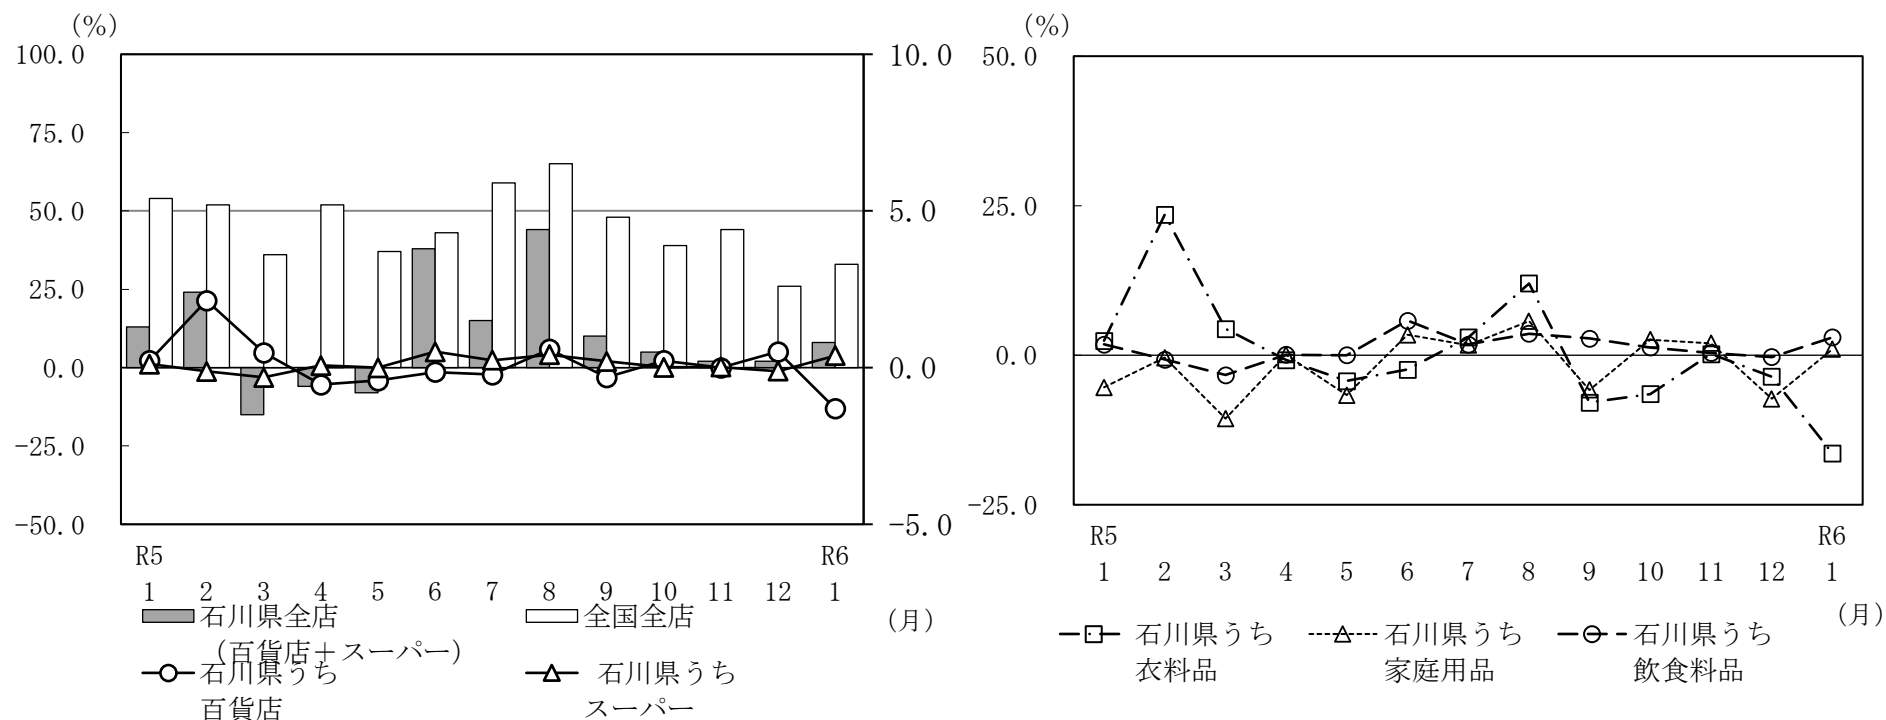 (%)
100.0
75.0
50.0
25.0
0.0
-25.0
-50.0
10.0
5.0
0.0
-5.0
R5 R6
1 2 3 4 5 6 7 8 9 10 11 12 1
(月)
石川県全店
(百貨店＋スーパー)
全国全店
石川県うち
百貨店
石川県うち
スーパー
(%)
50.0
25.0
0.0
-25.0
R5 R6
1 2 3 4 5 6 7 8 9 10 11 12 1
(月)
石川県うち
衣料品
石川県うち
家庭用品
石川県うち
飲食料品